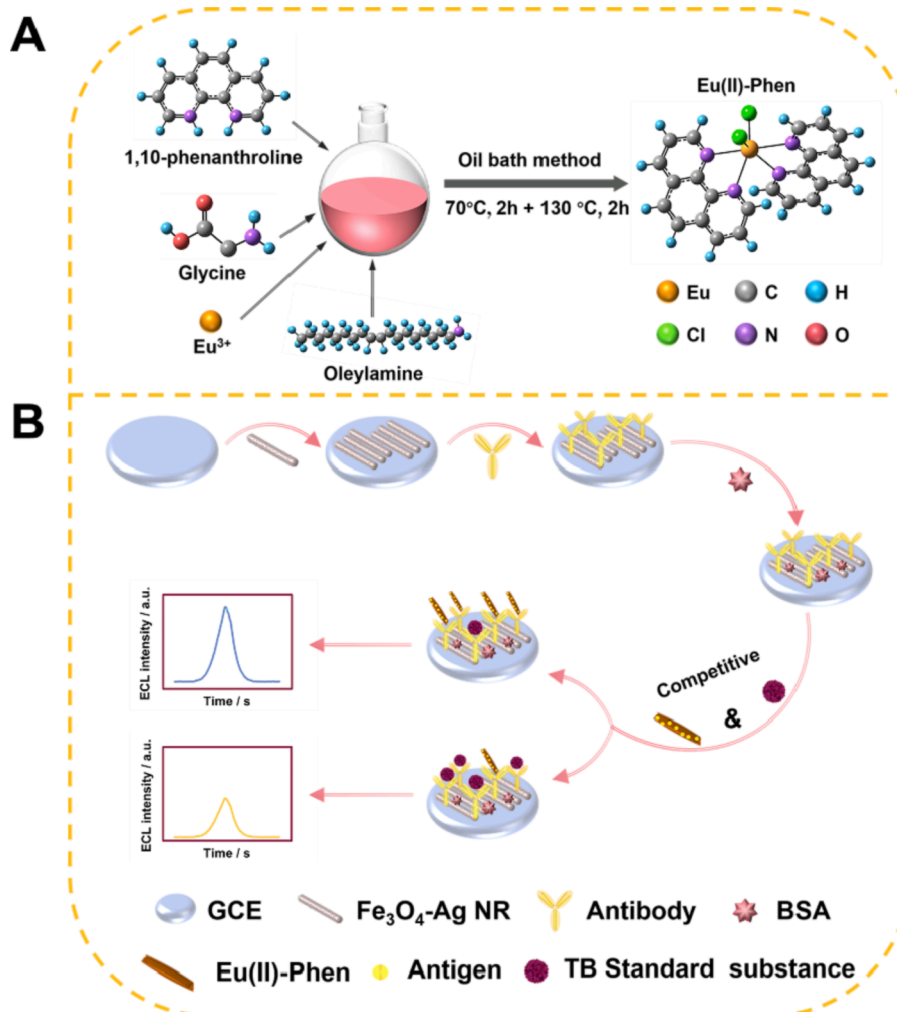 A
1,10-phenanthroline
Glycine
Eu³⁺
Oleylamine
Oil bath method
70°C, 2h + 130 °C, 2h
Eu(II)-Phen
Eu C H
Cl N O
B
ECL intensity / a.u.
Time / s
Competitive
&
ECL intensity / a.u.
Time / s
GCE Fe₃O₄-Ag NR Antibody BSA
Eu(II)-Phen Antigen TB Standard substance